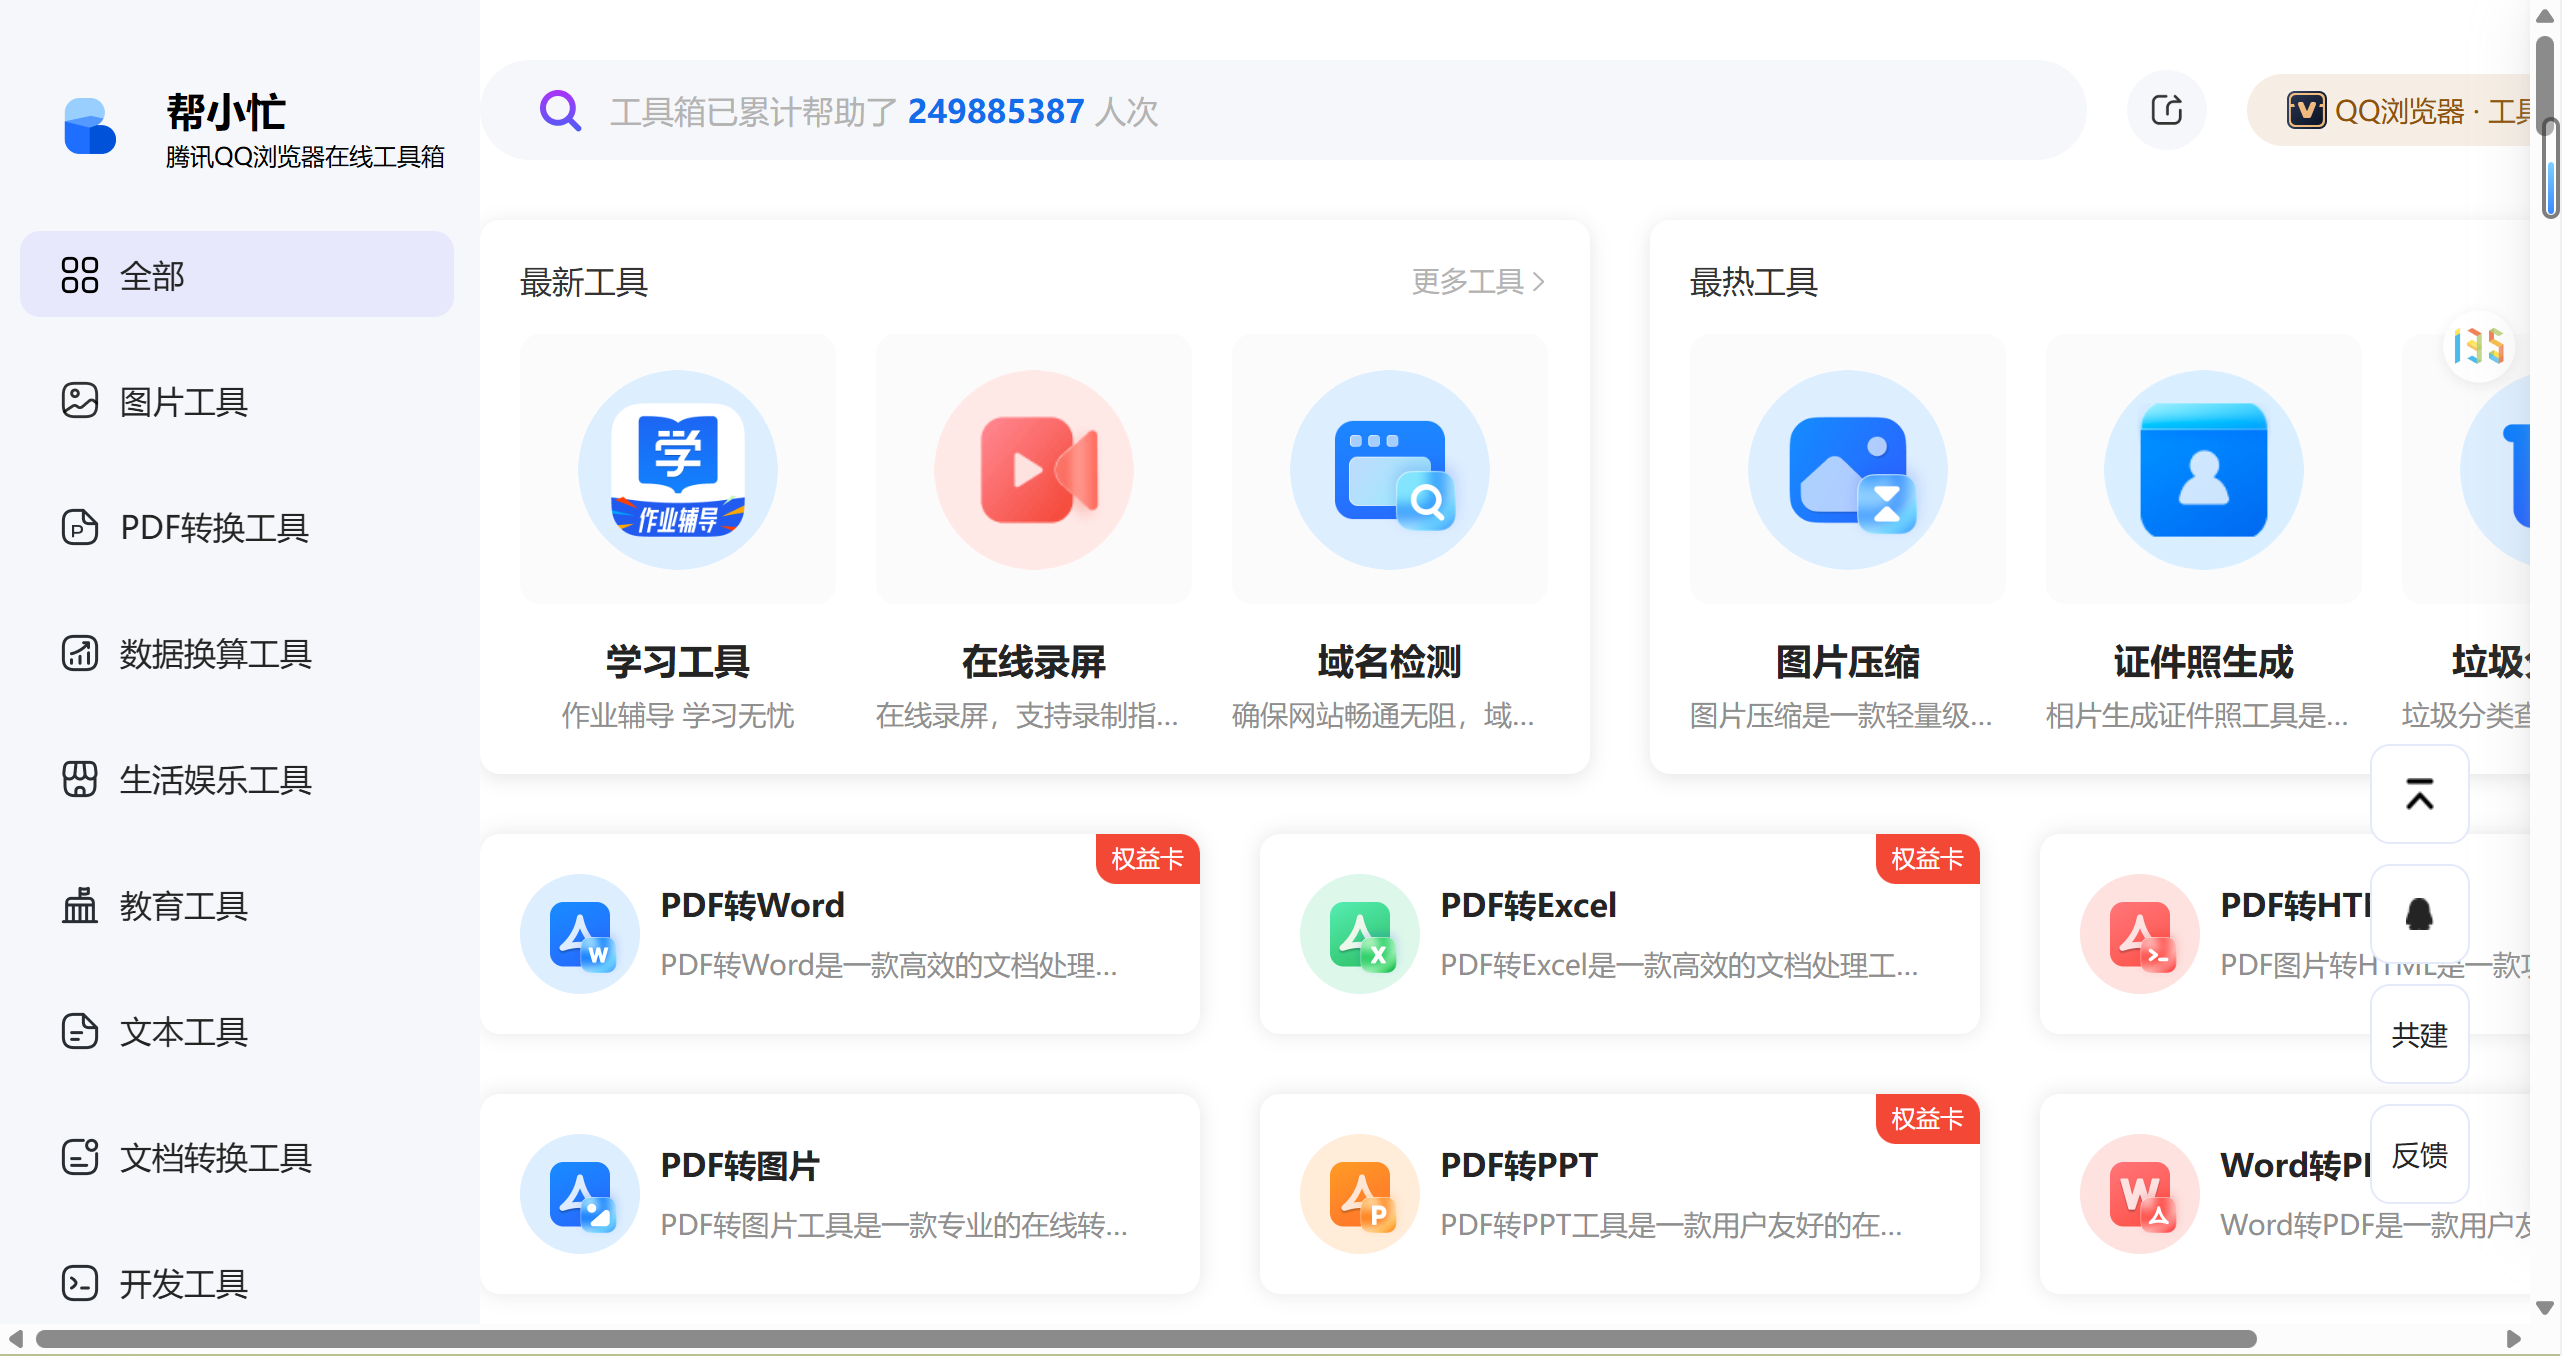 帮小忙
腾讯QQ浏览器在线工具箱
全部
图片工具
PDF转换工具
数据换算工具
生活娱乐工具
教育工具
文本工具
文档转换工具
开发工具
工具箱已累计帮助了 249885387 人次
QQ浏览器 · 工具
最新工具
更多工具
学
作业辅导
学习工具
作业辅导 学习无忧
在线录屏
在线录屏，支持录制指...
域名检测
确保网站畅通无阻，域...
最热工具
135
图片压缩
图片压缩是一款轻量级...
证件照生成
相片生成证件照工具是...
垃圾
垃圾分类查
权益卡
PDF转Word
PDF转Word是一款高效的文档处理...
权益卡
PDF转Excel
PDF转Excel是一款高效的文档处理工...
PDF转HT
PDF图片转HTML是一款
PDF转图片
PDF转图片工具是一款专业的在线转...
权益卡
PDF转PPT
PDF转PPT工具是一款用户友好的在...
Word转P
Word转PDF是一款用户友
共建
反馈